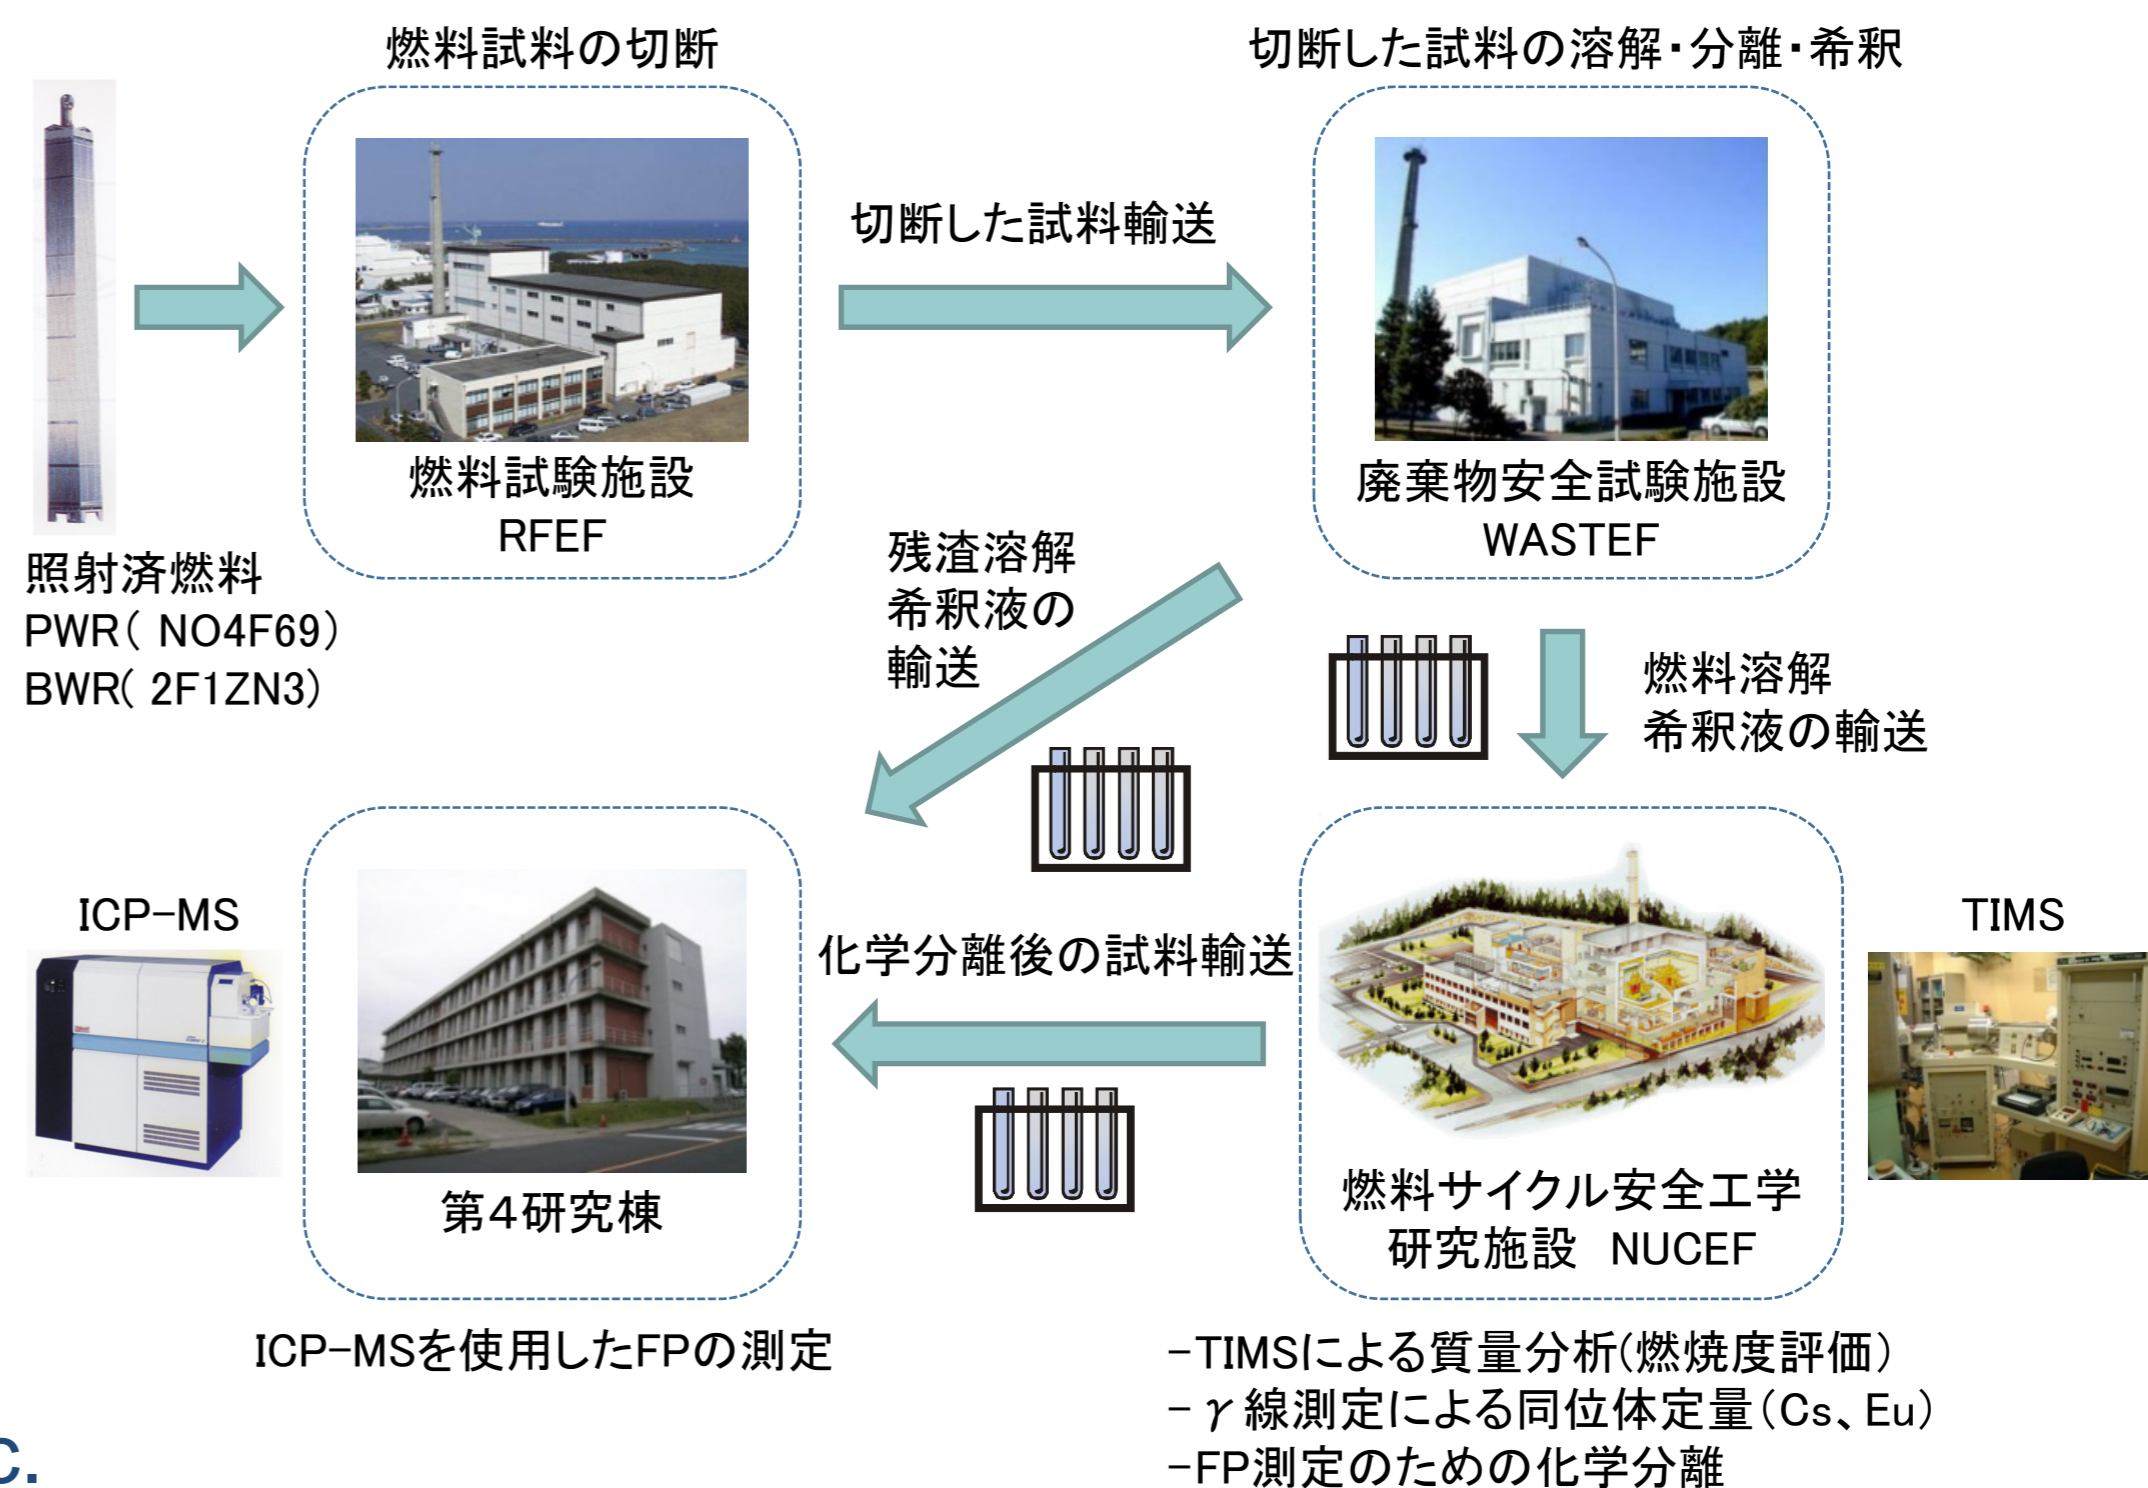 燃料試料の切断
切断した試料の溶解・分離・希釈
切断した試料輸送
燃料試験施設
RFEF
廃棄物安全試験施設
WASTEF
照射済燃料
PWR( NO4F69)
BWR( 2F1ZN3)
残渣溶解
希釈液の
輸送
燃料溶解
希釈液の輸送
ICP-MS
化学分離後の試料輸送
TIMS
第4研究棟
燃料サイクル安全工学
研究施設 NUCEF
ICP-MSを使用したFPの測定
-TIMSによる質量分析(燃焼度評価)
-γ線測定による同位体定量(Cs、Eu)
-FP測定のための化学分離
c.